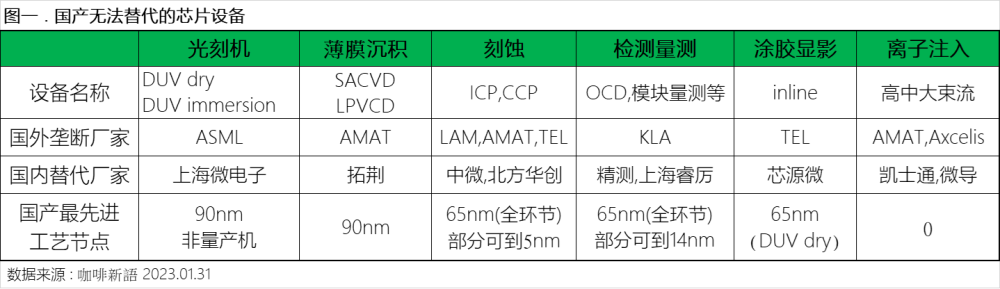 图一 . 国产无法替代的芯片设备
光刻机 薄膜沉积 刻蚀 检测量测 涂胶显影 离子注入
设备名称 DUV dry DUV immersion SACVD LPVCD ICP,CCP OCD,模块量测等 inline 高中大束流
国外垄断厂家 ASML AMAT LAM,AMAT,TEL KLA TEL AMAT,Axcelis
国内替代厂家 上海微电子 拓荆 中微,北方华创 精测,上海睿厉 芯源微 凯士通,微导
国产最先进工艺节点 90nm 非量产机 90nm 65nm(全环节) 部分可到5nm 65nm(全环节) 部分可到14nm 65nm (DUV dry) 0
数据来源 : 咖啡新語 2023.01.31